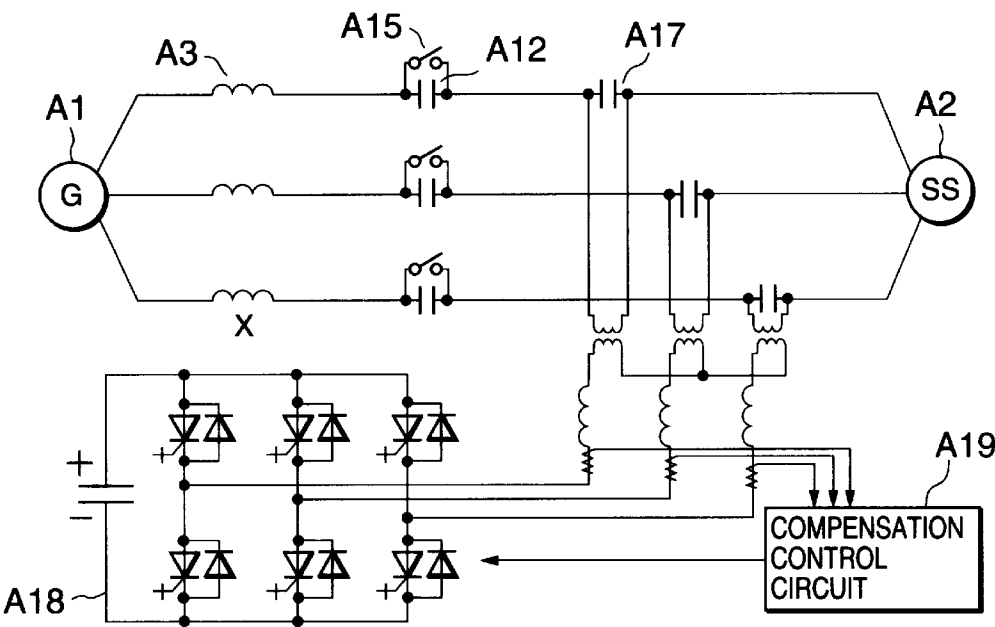 A15
A17
A3
A12
A1
A2
G
SS
X
A19
+
−
COMPENSATION
CONTROL
CIRCUIT
A18